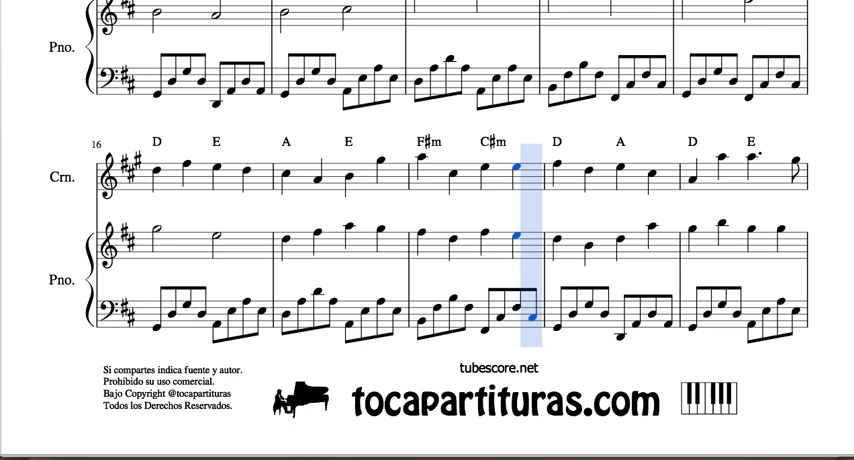 Pno.
16
D E A E F♯m C♯m D A D E
Crn.
Pno.
Si compartes indica fuente y autor.
Prohibido su uso comercial.
Bajo Copyright @tocapartituras
Todos los Derechos Reservados.
tubescore.net
tocapartituras.com